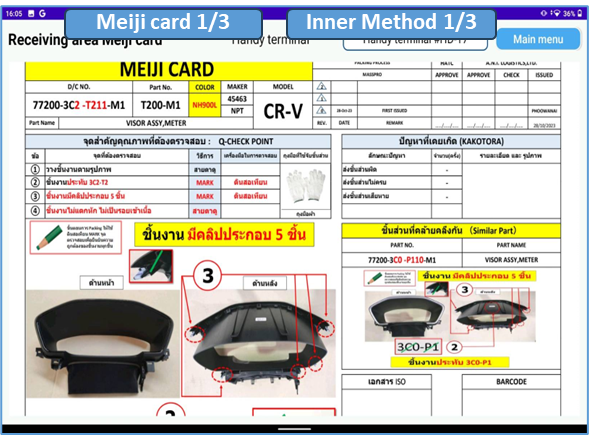 16:05
36%
Meiji card 1/3
Inner Method 1/3
Receiving area Meiji Card
Handy terminal
Handy terminal
Main menu
MEIJI CARD
PACKING PROCESS
NATC
A.N.I. LOGISTICS,LTD.
MAGSPRO
APPROVE
APPROVE
CHECK
ISSUED
D/C NO.
Part No.
COLOR
MAKER
MODEL
77200-3C2 -T211-M1
T200-M1
NH900L
45463
NPT
CR-V
FIRST ISSUED
PHOOWANAI
Part Name
VISOR ASSY,METER
REV.
DATE
REMARK
28/10/2023
จุดสำคัญคุณภาพที่ต้องตรวจสอบ : Q-CHECK POINT
ปัญหาที่เคยเกิด (KAKOTORA)
ข้อ
จุดที่ต้องตรวจสอบ
วิธีการ
เครื่องมือในการตรวจสอบ
ถุงมือที่ใช้จับชิ้นส่วน
ลักษณะปัญหา
จำนวน(ครั้ง)
รายละเอียด และ รูปภาพ
1 วางชิ้นงานตามรูปภาพ
สายตาดู
ส่งชิ้นส่วนผิด
-
2 ชิ้นงานประทับ 3C2-T2
MARK
ดินสอเทียน
ส่งชิ้นส่วนไม่ครบ
-
3 ชิ้นงานมีคลิปประกอบ 5 ชิ้น
MARK
ดินสอเทียน
ส่งชิ้นส่วนเสียหาย
-
4 ชิ้นงานไม่แตกหัก ไม่เป็นรอยเข้าเนื้อ
สายตาดู
ถุงมือผ้า
ชิ้นงาน มีคลิปประกอบ 5 ชิ้น
ชิ้นส่วนที่คล้ายคลึงกัน (Similar Part)
PART NO.
PART NAME
77200-3C0 -P110-M1
VISOR ASSY,METER
ด้านหน้า
3
ด้านหลัง
ชิ้นงาน มีคลิปประกอบ 5 ชิ้น
ด้านหน้า
3
ด้านหลัง
3C0-P1
2
ชิ้นงานประทับ 3C0-P1
เอกสาร ISO
BARCODE